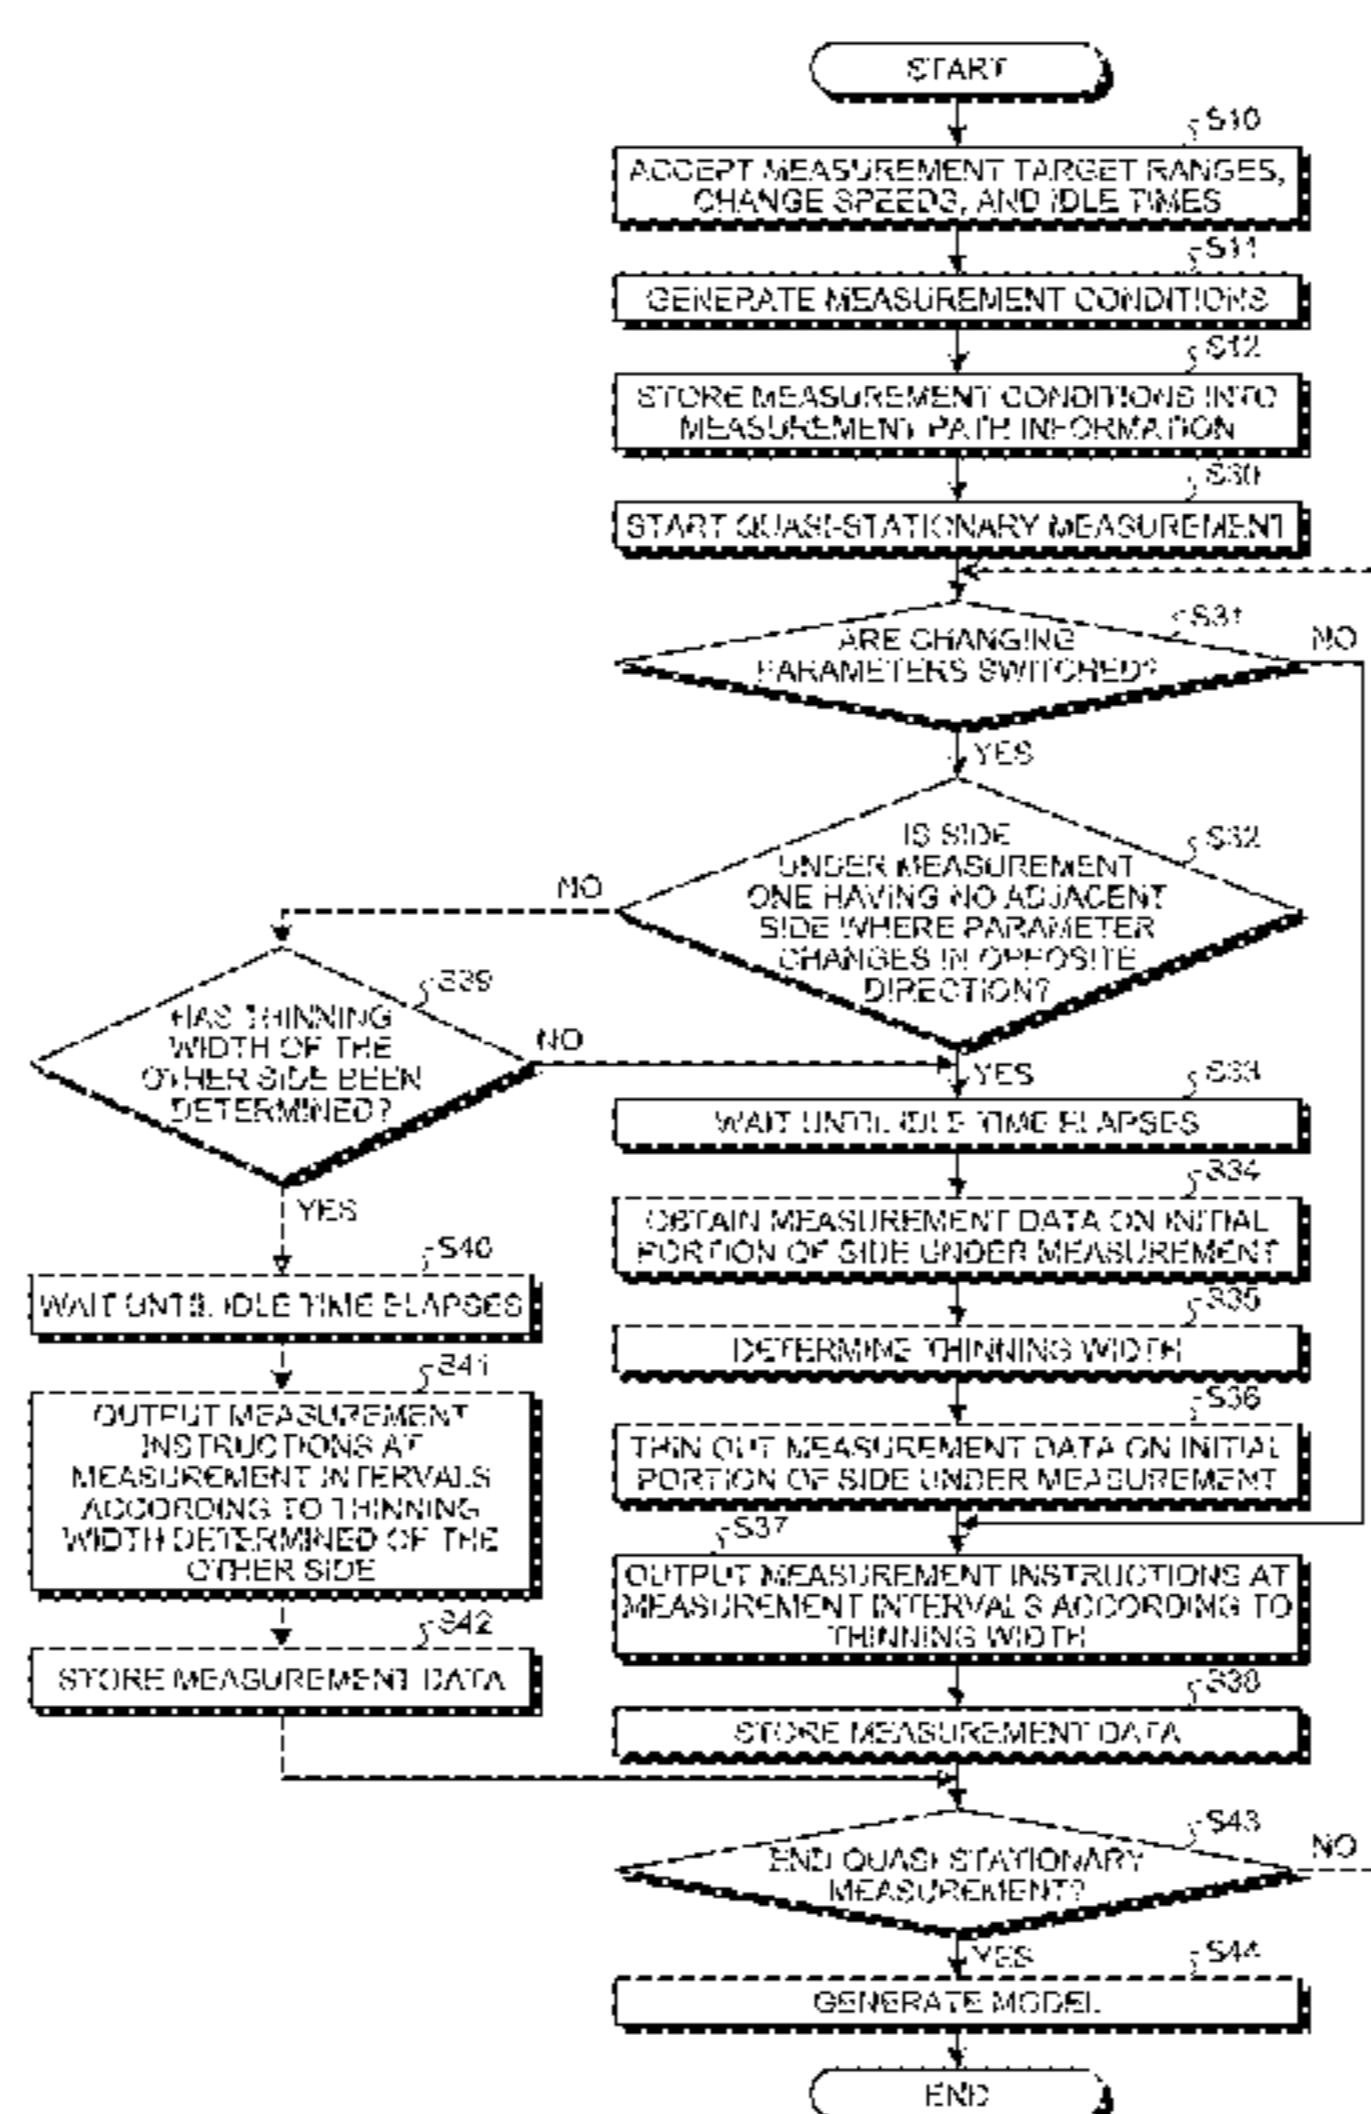 START
S10
ACCEPT MEASUREMENT TARGET RANGES,
CHANGE SPEEDS, AND IDLE TIMES
S11
GENERATE MEASUREMENT CONDITIONS
S12
STORE MEASUREMENT CONDITIONS INTO
MEASUREMENT PATH INFORMATION
S30
START QUASI-STATIONARY MEASUREMENT
S31
ARE CHANGING
PARAMETERS SWITCHED?
NO
YES
S32
IS SIDE
UNDER MEASUREMENT
ONE HAVING NO ADJACENT
SIDE WHERE PARAMETER
CHANGES IN OPPOSITE
DIRECTION?
NO
YES
S39
HAS THINNING
WIDTH OF THE
OTHER SIDE BEEN
DETERMINED?
NO
YES
S33
WAIT UNTIL IDLE TIME ELAPSES
S34
OBTAIN MEASUREMENT DATA ON INITIAL
PORTION OF SIDE UNDER MEASUREMENT
S35
DETERMINE THINNING WIDTH
S36
THIN OUT MEASUREMENT DATA ON INITIAL
PORTION OF SIDE UNDER MEASUREMENT
S37
OUTPUT MEASUREMENT INSTRUCTIONS AT
MEASUREMENT INTERVALS ACCORDING TO
THINNING WIDTH
S38
STORE MEASUREMENT DATA
S40
WAIT UNTIL IDLE TIME ELAPSES
S41
OUTPUT MEASUREMENT
INSTRUCTIONS AT
MEASUREMENT INTERVALS
ACCORDING TO THINNING
WIDTH DETERMINED OF THE
OTHER SIDE
S42
STORE MEASUREMENT DATA
S43
END QUASI-STATIONARY
MEASUREMENT?
NO
YES
S44
GENERATE MODEL
END